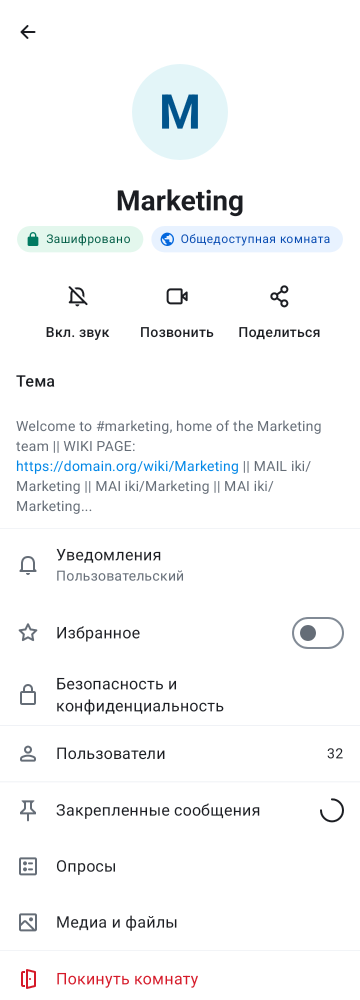 M
Marketing
Зашифровано
Общедоступная комната
Вкл. звук
Позвонить
Поделиться
Тема
Welcome to #marketing, home of the Marketing
team || WIKI PAGE:
https://domain.org/wiki/Marketing || MAIL iki/
Marketing || MAI iki/Marketing || MAI iki/
Marketing...
Уведомления
Пользовательский
Избранное
Безопасность и
конфиденциальность
Пользователи 32
Закрепленные сообщения
Опросы
Медиа и файлы
Покинуть комнату